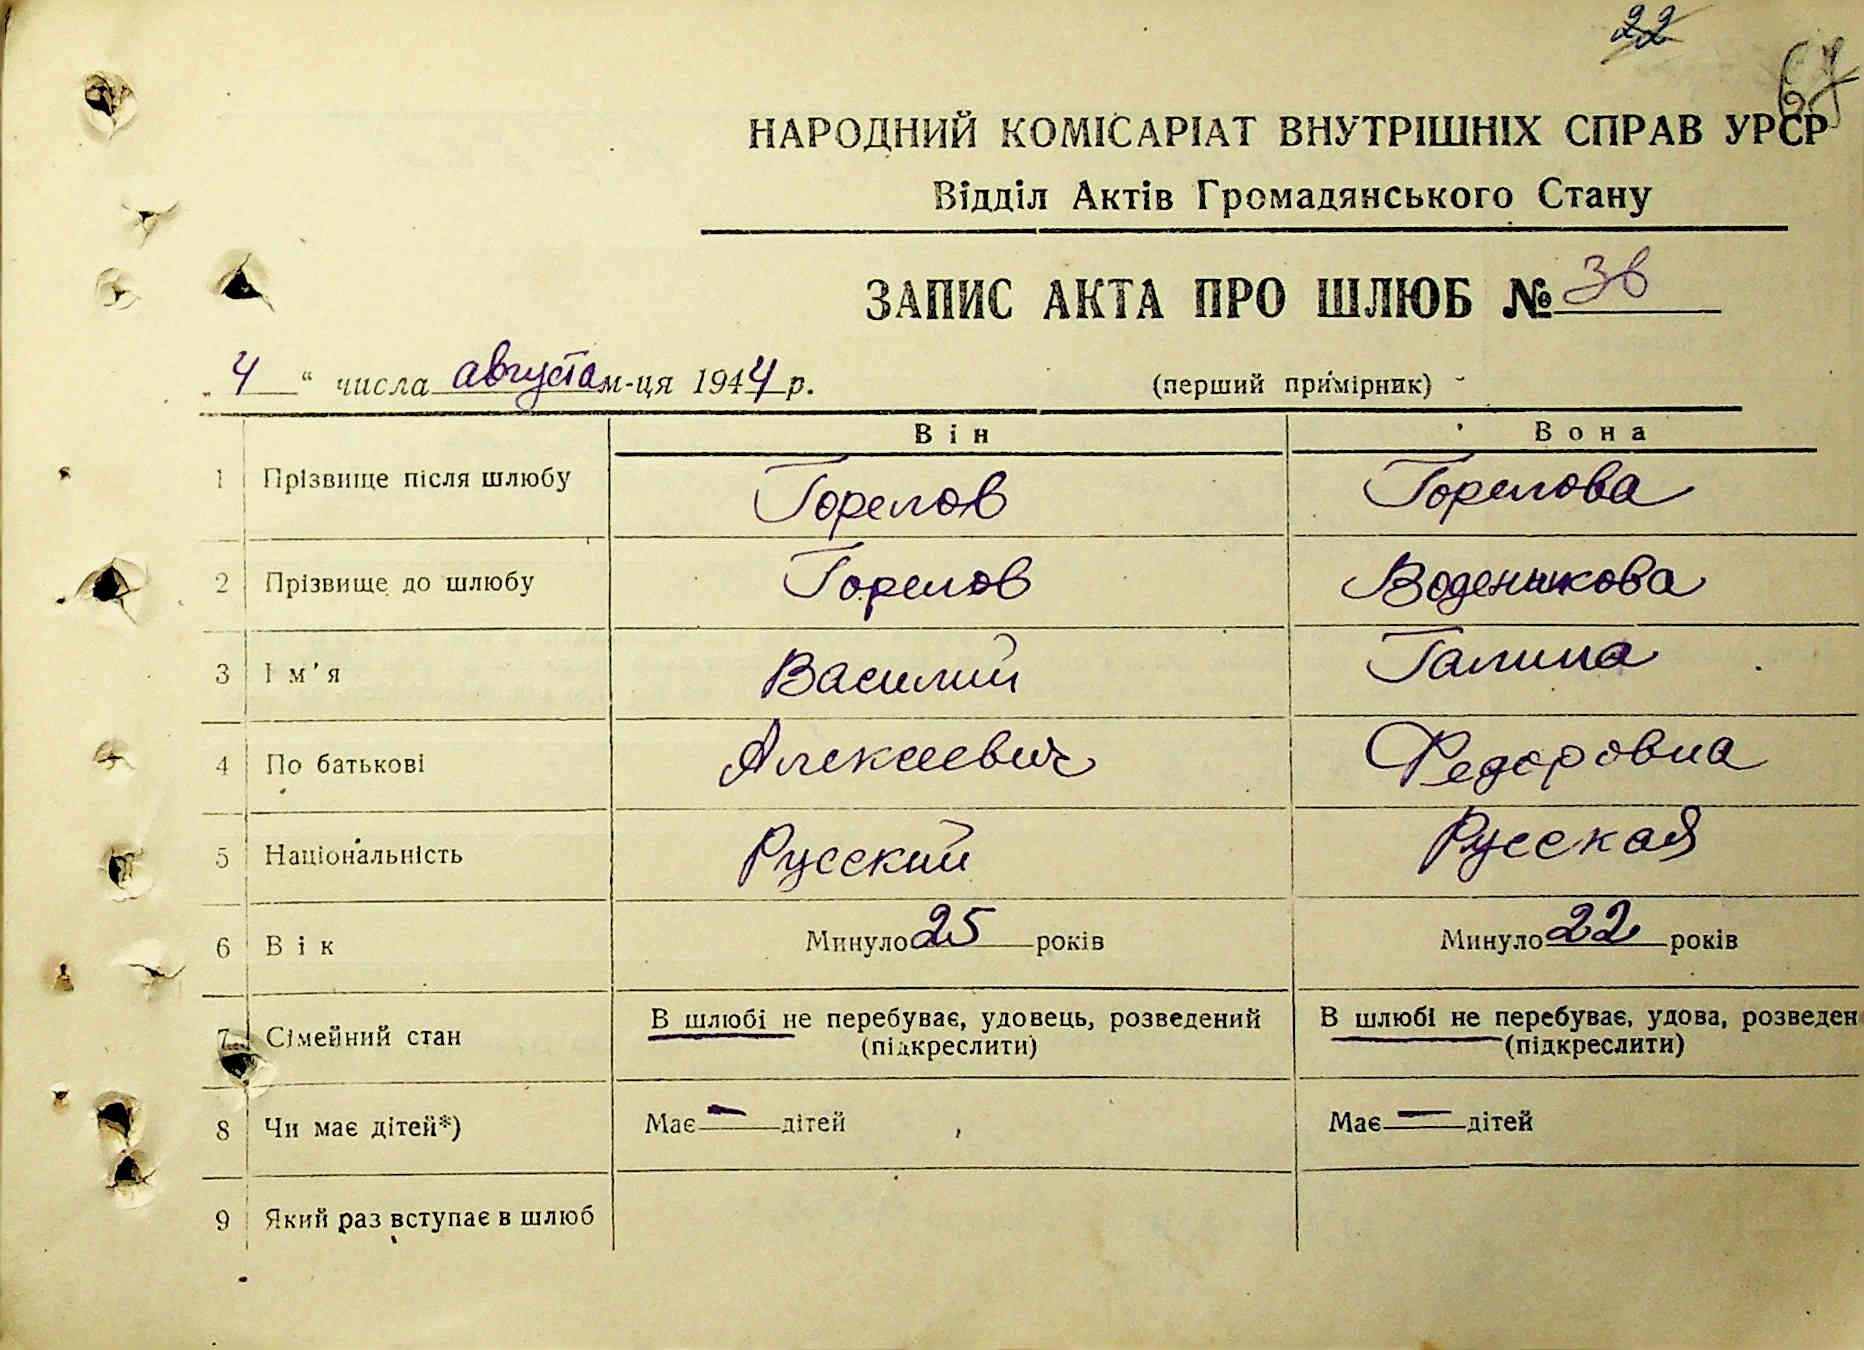 22
67
НАРОДНИЙ КОМІСАРІАТ ВНУТРІШНІХ СПРАВ УРСР
Відділ Актів Громадянського Стану
ЗАПИС АКТА ПРО ШЛЮБ № 36
„4“ числа августа м-ця 1944 р. (перший примірник)
Він Вона
1 Прізвище після шлюбу Горелов Горелова
2 Прізвище до шлюбу Горелов Воденикова
3 Ім'я Василий Галина
4 По батькові Алексеевич Федоровна
5 Національність Русский Русская
6 Вік Минуло 25 років Минуло 22 років
7 Сімейний стан В шлюбі не перебуває, удовець, розведений В шлюбі не перебуває, удова, розведен
(підкреслити) (підкреслити)
8 Чи має дітей*) Має — дітей Має — дітей
9 Який раз вступає в шлюб